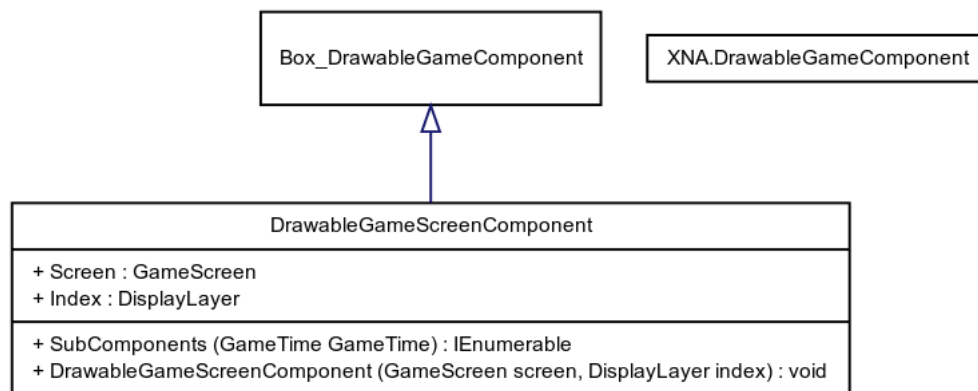 Box_DrawableGameComponent
XNA.DrawableGameComponent
DrawableGameScreenComponent
+ Screen : GameScreen
+ Index : DisplayLayer
+ SubComponents (GameTime GameTime) : IEnumerable
+ DrawableGameScreenComponent (GameScreen screen, DisplayLayer index) : void